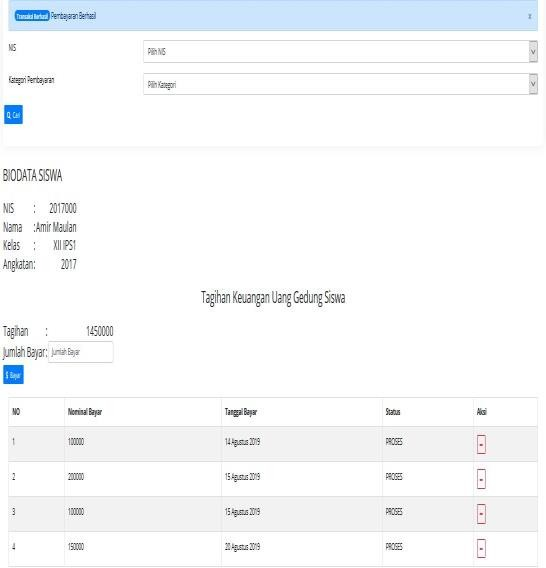 Transaksi Berhasil Pembayaran Berhasil x
NIS Pilih NIS
Kategori Pembayaran Pilih Kategori
Cari
BIODATA SISWA
NIS : 2017000
Nama :Amir Maulan
Kelas : XII IPS1
Angkatan: 2017
Tagihan Keuangan Uang Gedung Siswa
Tagihan : 1450000
Jumlah Bayar: Jumlah Bayar
$ Bayar
NO Nominal Bayar Tanggal Bayar Status Aksi
1 100000 14 Agustus 2019 PROSES -
2 200000 15 Agustus 2019 PROSES -
3 100000 15 Agustus 2019 PROSES -
4 150000 20 Agustus 2019 PROSES -